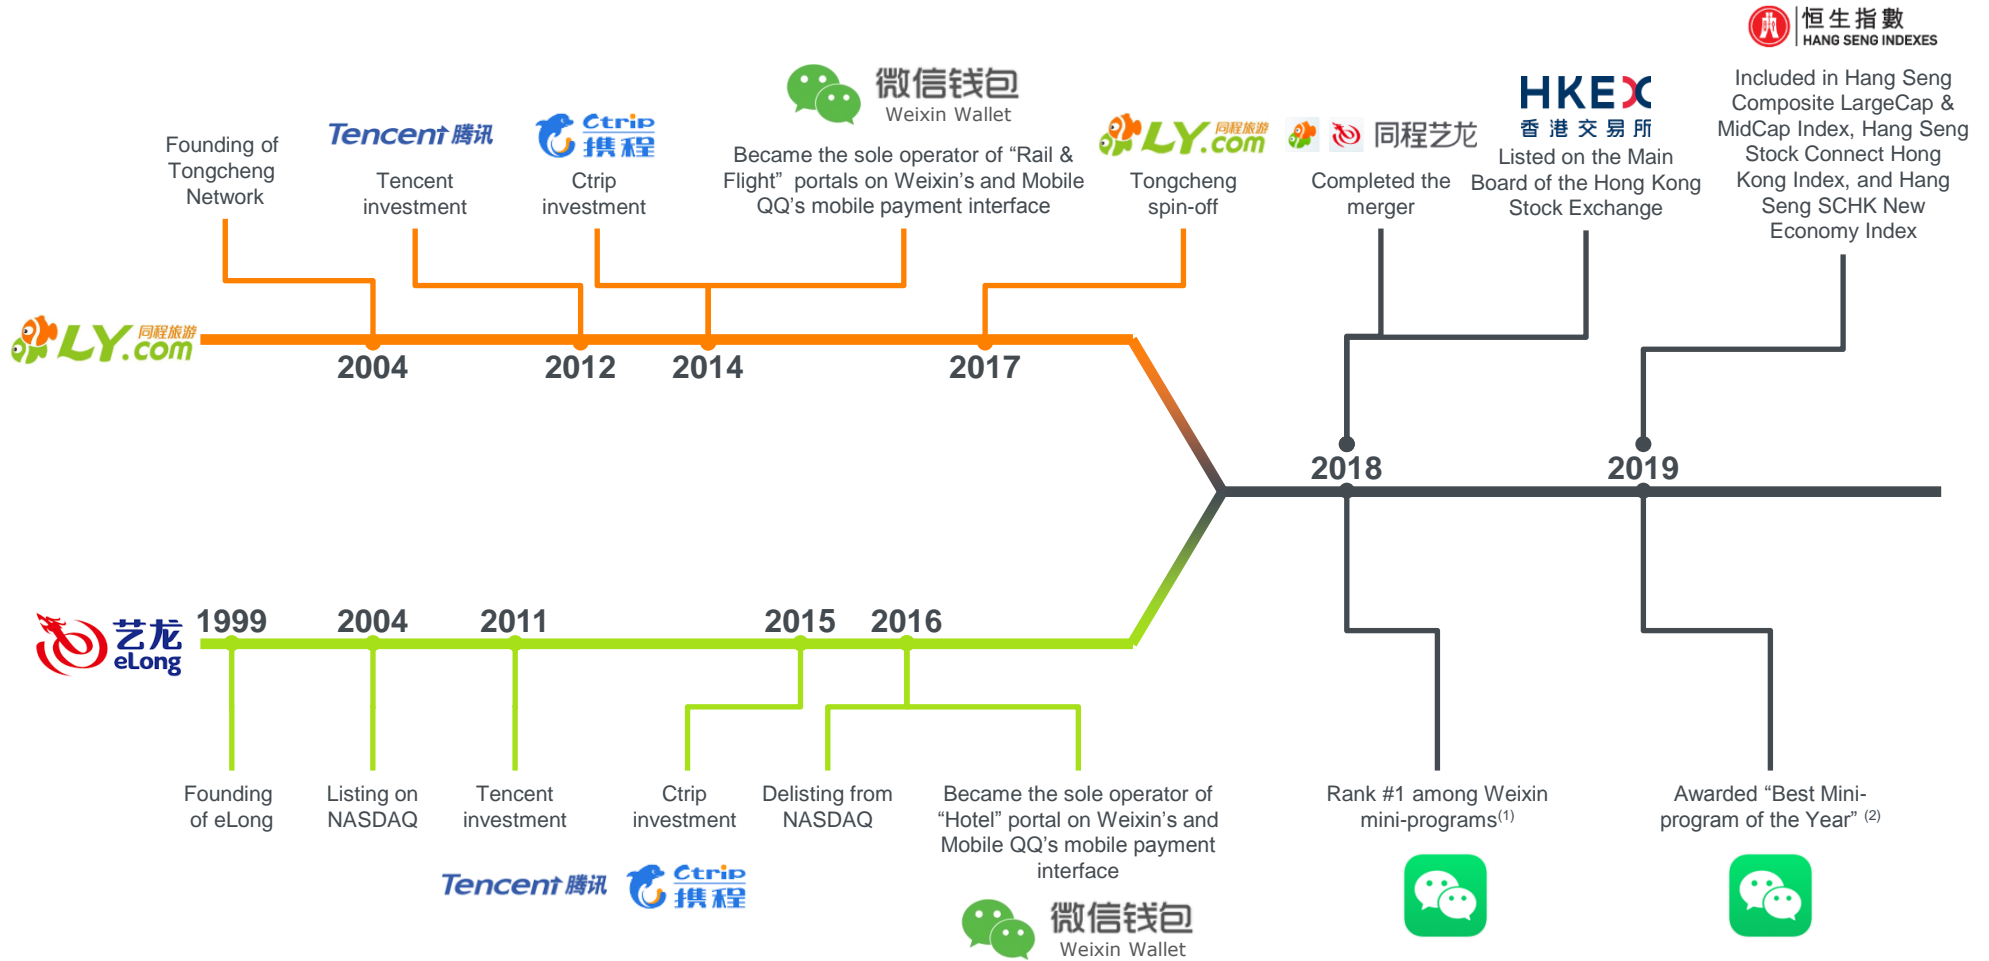 恒生指數
HANG SENG INDEXES
Included in Hang Seng
Composite LargeCap &
MidCap Index, Hang Seng
Stock Connect Hong
Kong Index, and Hang
Seng SCHK New
Economy Index
HKEX
香港交易所
Listed on the Main
Board of the Hong Kong
Stock Exchange
同程艺龙
Completed the
merger
LY.com
同程旅游
Tongcheng
spin-off
微信钱包
Weixin Wallet
Became the sole operator of “Rail &
Flight” portals on Weixin’s and Mobile
QQ’s mobile payment interface
Ctrip
携程
Ctrip
investment
Tencent 腾讯
Tencent
investment
Founding of
Tongcheng
Network
LY.com
同程旅游
2004
2012
2014
2017
2018
2019
艺龙
eLong
1999
2004
2011
2015
2016
Founding
of eLong
Listing on
NASDAQ
Tencent
investment
Tencent 腾讯
Ctrip
investment
Ctrip
携程
Delisting from
NASDAQ
Became the sole operator of
“Hotel” portal on Weixin’s and
Mobile QQ’s mobile payment
interface
微信钱包
Weixin Wallet
Rank #1 among Weixin
mini-programs(1)
Awarded “Best Mini-
program of the Year” (2)